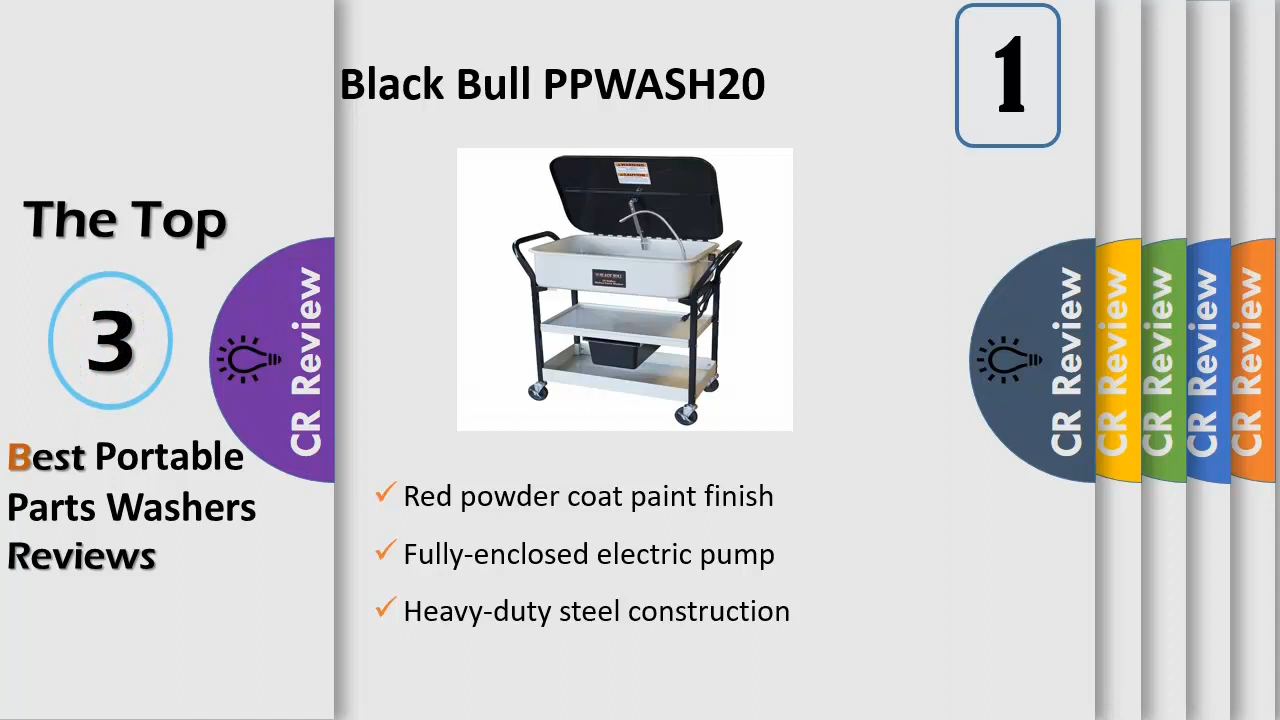 Black Bull PPWASH20
1
The Top
3
Best Portable
Parts Washers
Reviews
CR Review
Red powder coat paint finish
Fully-enclosed electric pump
Heavy-duty steel construction
CR Review
CR Review
CR Review
CR Review
CR Review